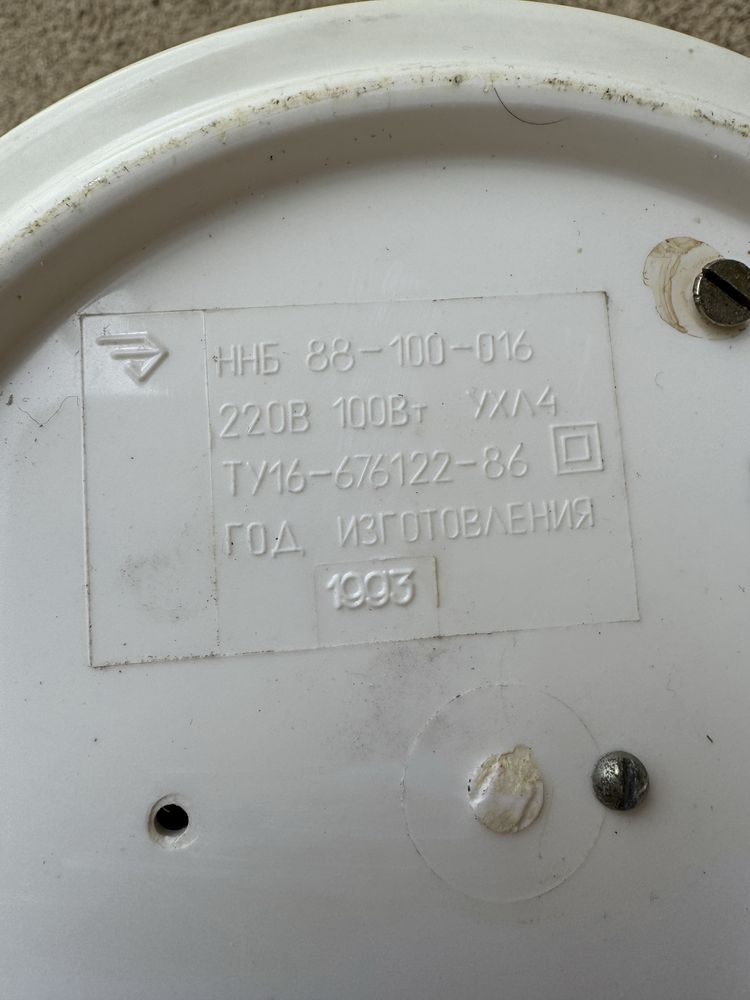 ННБ 88-100-016
220В 100Вт УХЛ4
ТУ16-676122-86
ГОД ИЗГОТОВЛЕНИЯ
1993